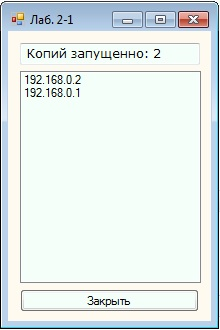 Лаб. 2-1
Копий запущенно: 2
192.168.0.2
192.168.0.1
Закрыть